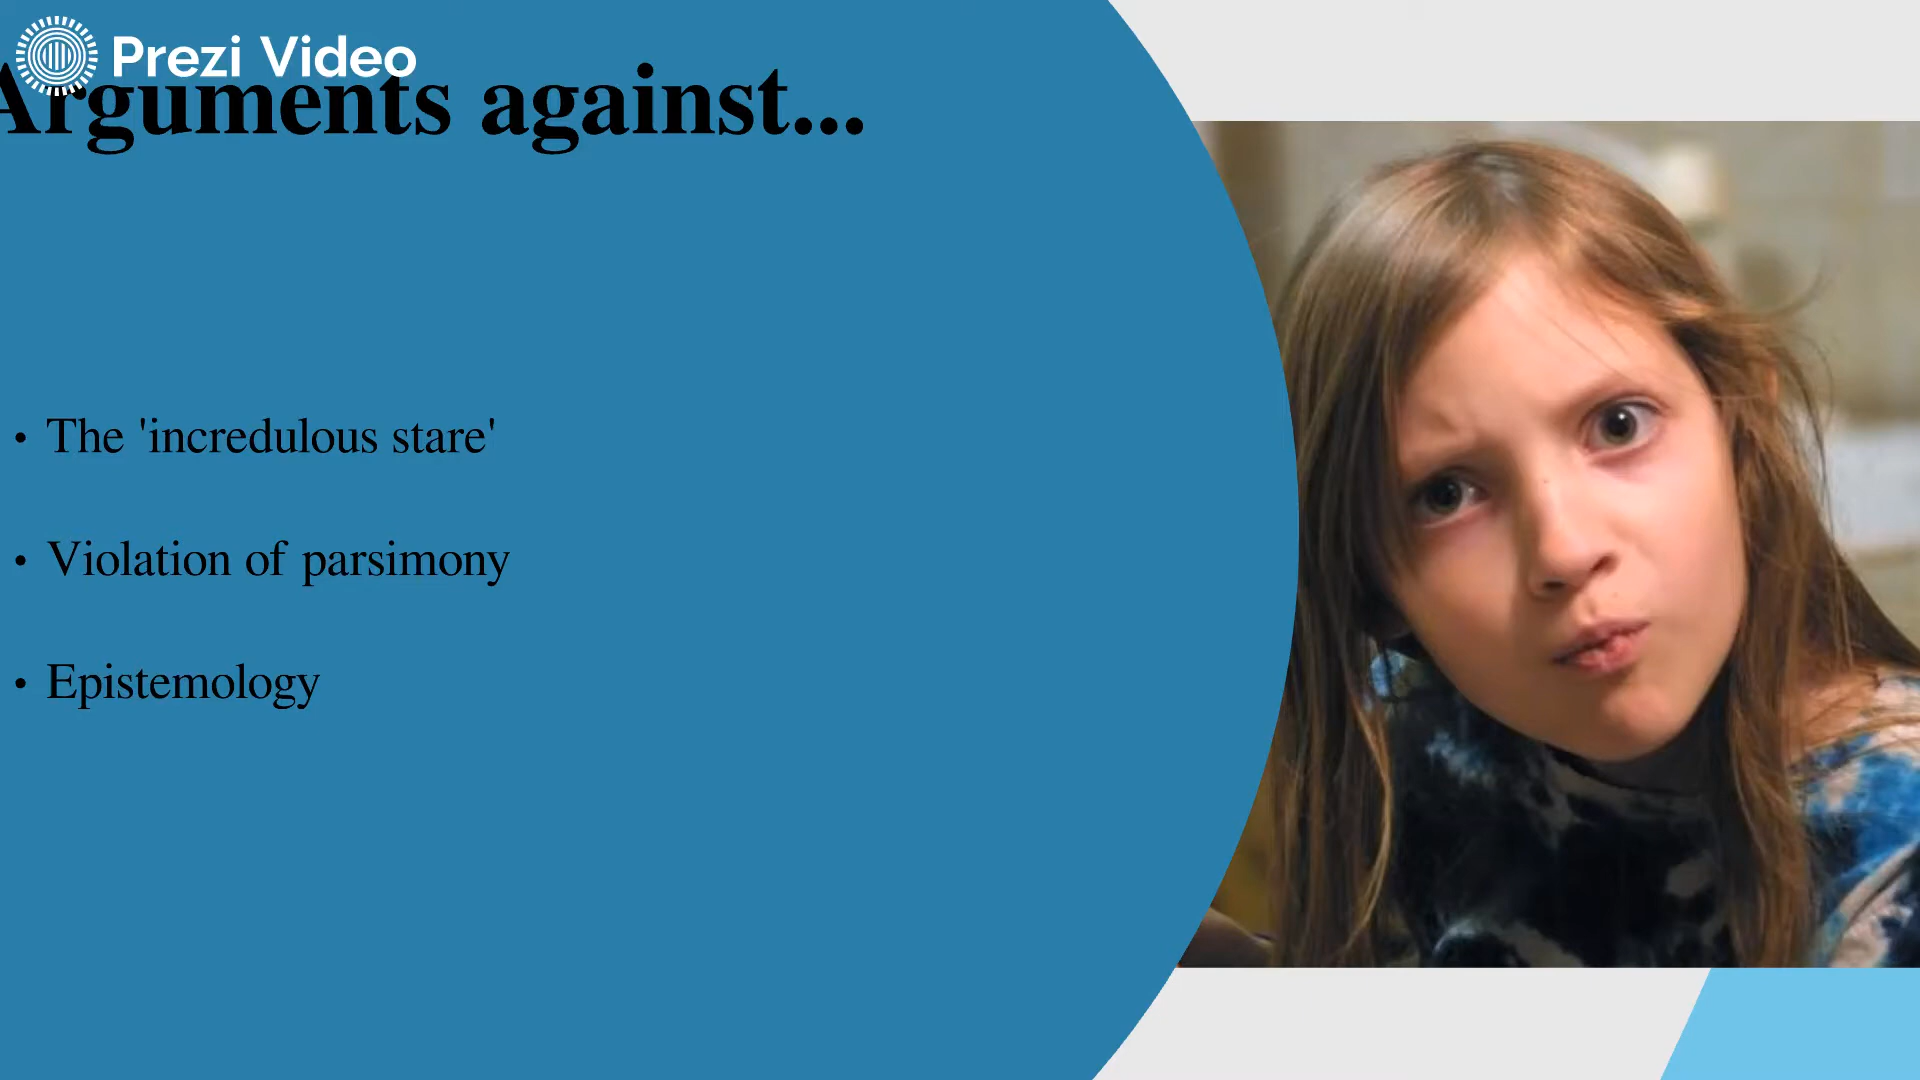 Prezi Video
Arguments against...
• The 'incredulous stare'
• Violation of parsimony
• Epistemology